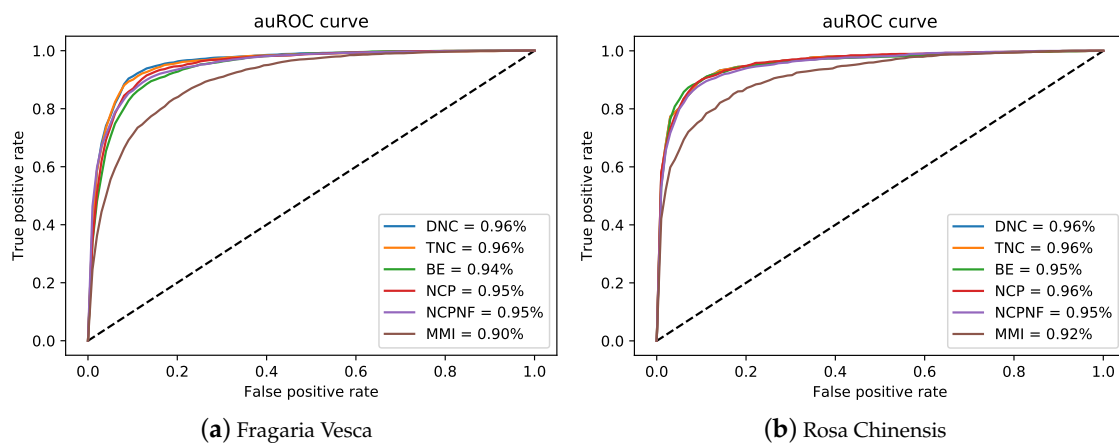 auROC curve
1.0
0.8
0.6
0.4
0.2
0.0
True positive rate
DNC = 0.96%
TNC = 0.96%
BE = 0.94%
NCP = 0.95%
NCPNF = 0.95%
MMI = 0.90%
0.0 0.2 0.4 0.6 0.8 1.0
False positive rate
(a) Fragaria Vesca
auROC curve
1.0
0.8
0.6
0.4
0.2
0.0
True positive rate
DNC = 0.96%
TNC = 0.96%
BE = 0.95%
NCP = 0.96%
NCPNF = 0.95%
MMI = 0.92%
0.0 0.2 0.4 0.6 0.8 1.0
False positive rate
(b) Rosa Chinensis